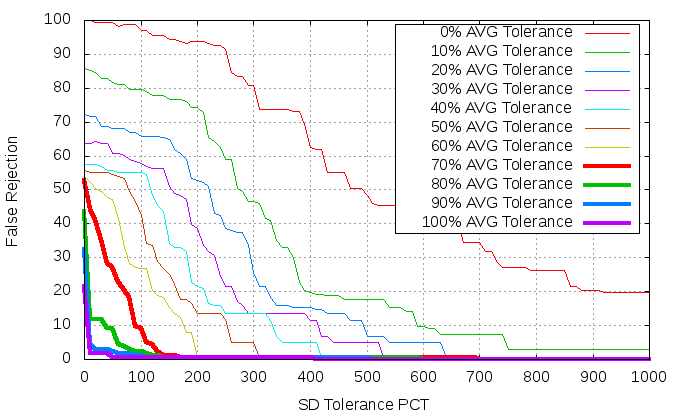 100
90
80
70
60
50
40
30
20
10
0
False Rejection
0% AVG Tolerance
10% AVG Tolerance
20% AVG Tolerance
30% AVG Tolerance
40% AVG Tolerance
50% AVG Tolerance
60% AVG Tolerance
70% AVG Tolerance
80% AVG Tolerance
90% AVG Tolerance
100% AVG Tolerance
0 100 200 300 400 500 600 700 800 900 1000
SD Tolerance PCT